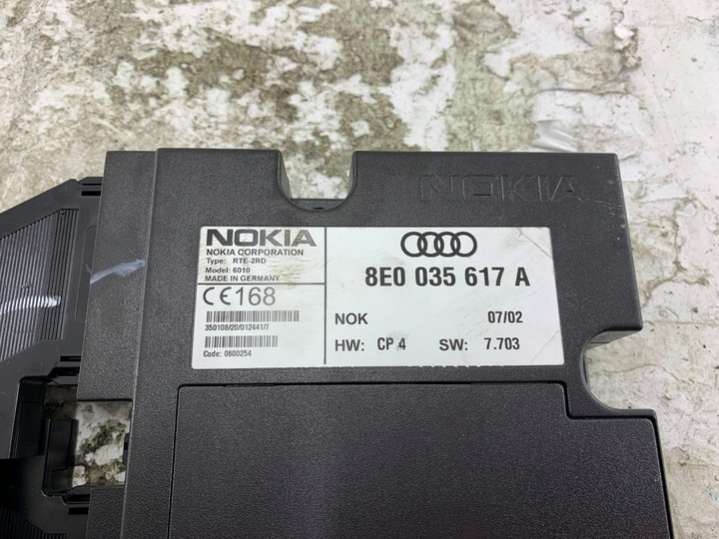 NOKIA
NOKIA
NOKIA CORPORATION
Type: RTE-2RD
Model: 6010
MADE IN GERMANY
CE168
350108/20/012441/7
Code: 0600254
8E0 035 617 A
NOK 07/02
HW: CP 4 SW: 7.703